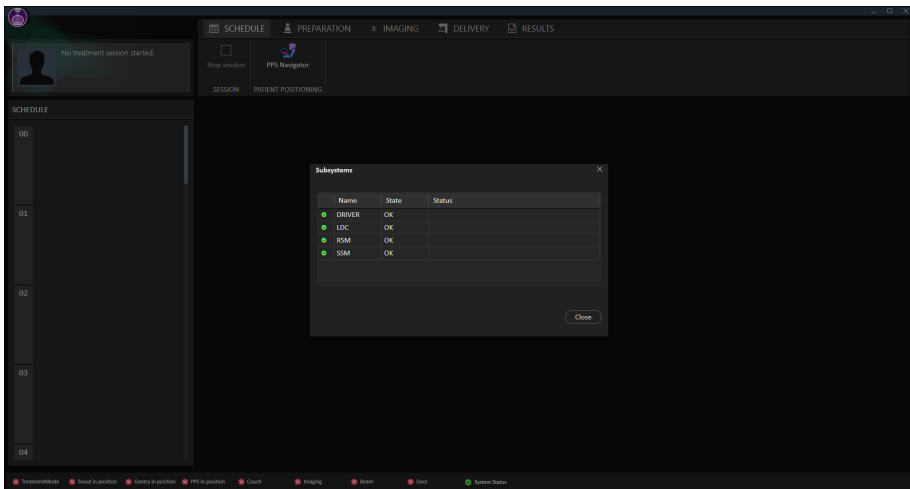 SCHEDULE PREPARATION IMAGING DELIVERY RESULTS
No treatment session started.
Stop session PPS Navigator
SESSION PATIENT POSITIONING
SCHEDULE
00
01
02
03
04
Subsystems
Name State Status
DRIVER OK
LDC OK
RSM OK
SSM OK
Close
TreatmentMode Snout in position Gantry in position PPS in position Couch Imaging Beam Door System Status